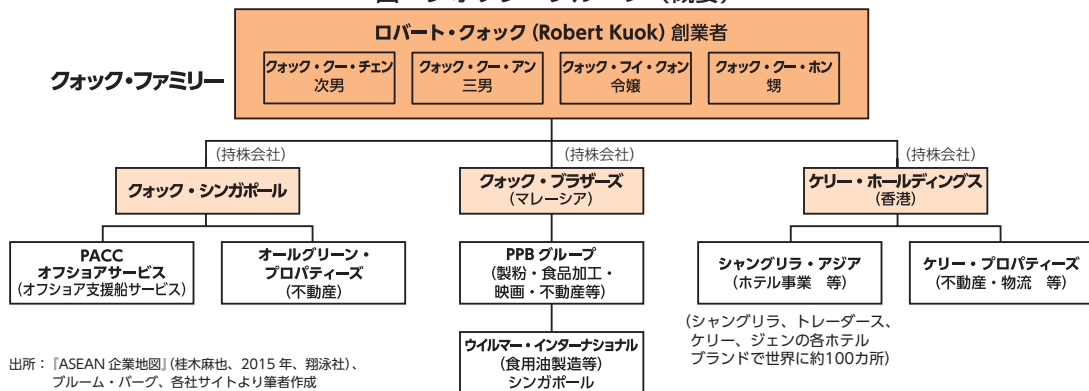 ロバート・クォック (Robert Kuok) 創業者
クォック・ファミリー
クォック・クー・チェン
次男
クォック・クー・アン
三男
クォック・フイ・クォン
令嬢
クォック・クー・ホン
甥
(持株会社)
クォック・シンガポール
(持株会社)
クォック・ブラザーズ
(マレーシア)
(持株会社)
ケリー・ホールディングス
(香港)
PACC
オフショアサービス
(オフショア支援船サービス)
オールグリーン・
プロパティーズ
(不動産)
PPB グループ
(製粉・食品加工・
映画・不動産等)
シャングリラ・アジア
(ホテル事業 等)
ケリー・プロパティーズ
(不動産・物流 等)
(シャングリラ、トレーダース、
ケリー、ジェンの各ホテル
ブランドで世界に約100カ所)
ウイルマー・インターナショナル
(食用油製造等)
シンガポール
出所：『ASEAN 企業地図』(桂木麻也、2015 年、翔泳社)、
ブルーム・バーグ、各社サイトより筆者作成